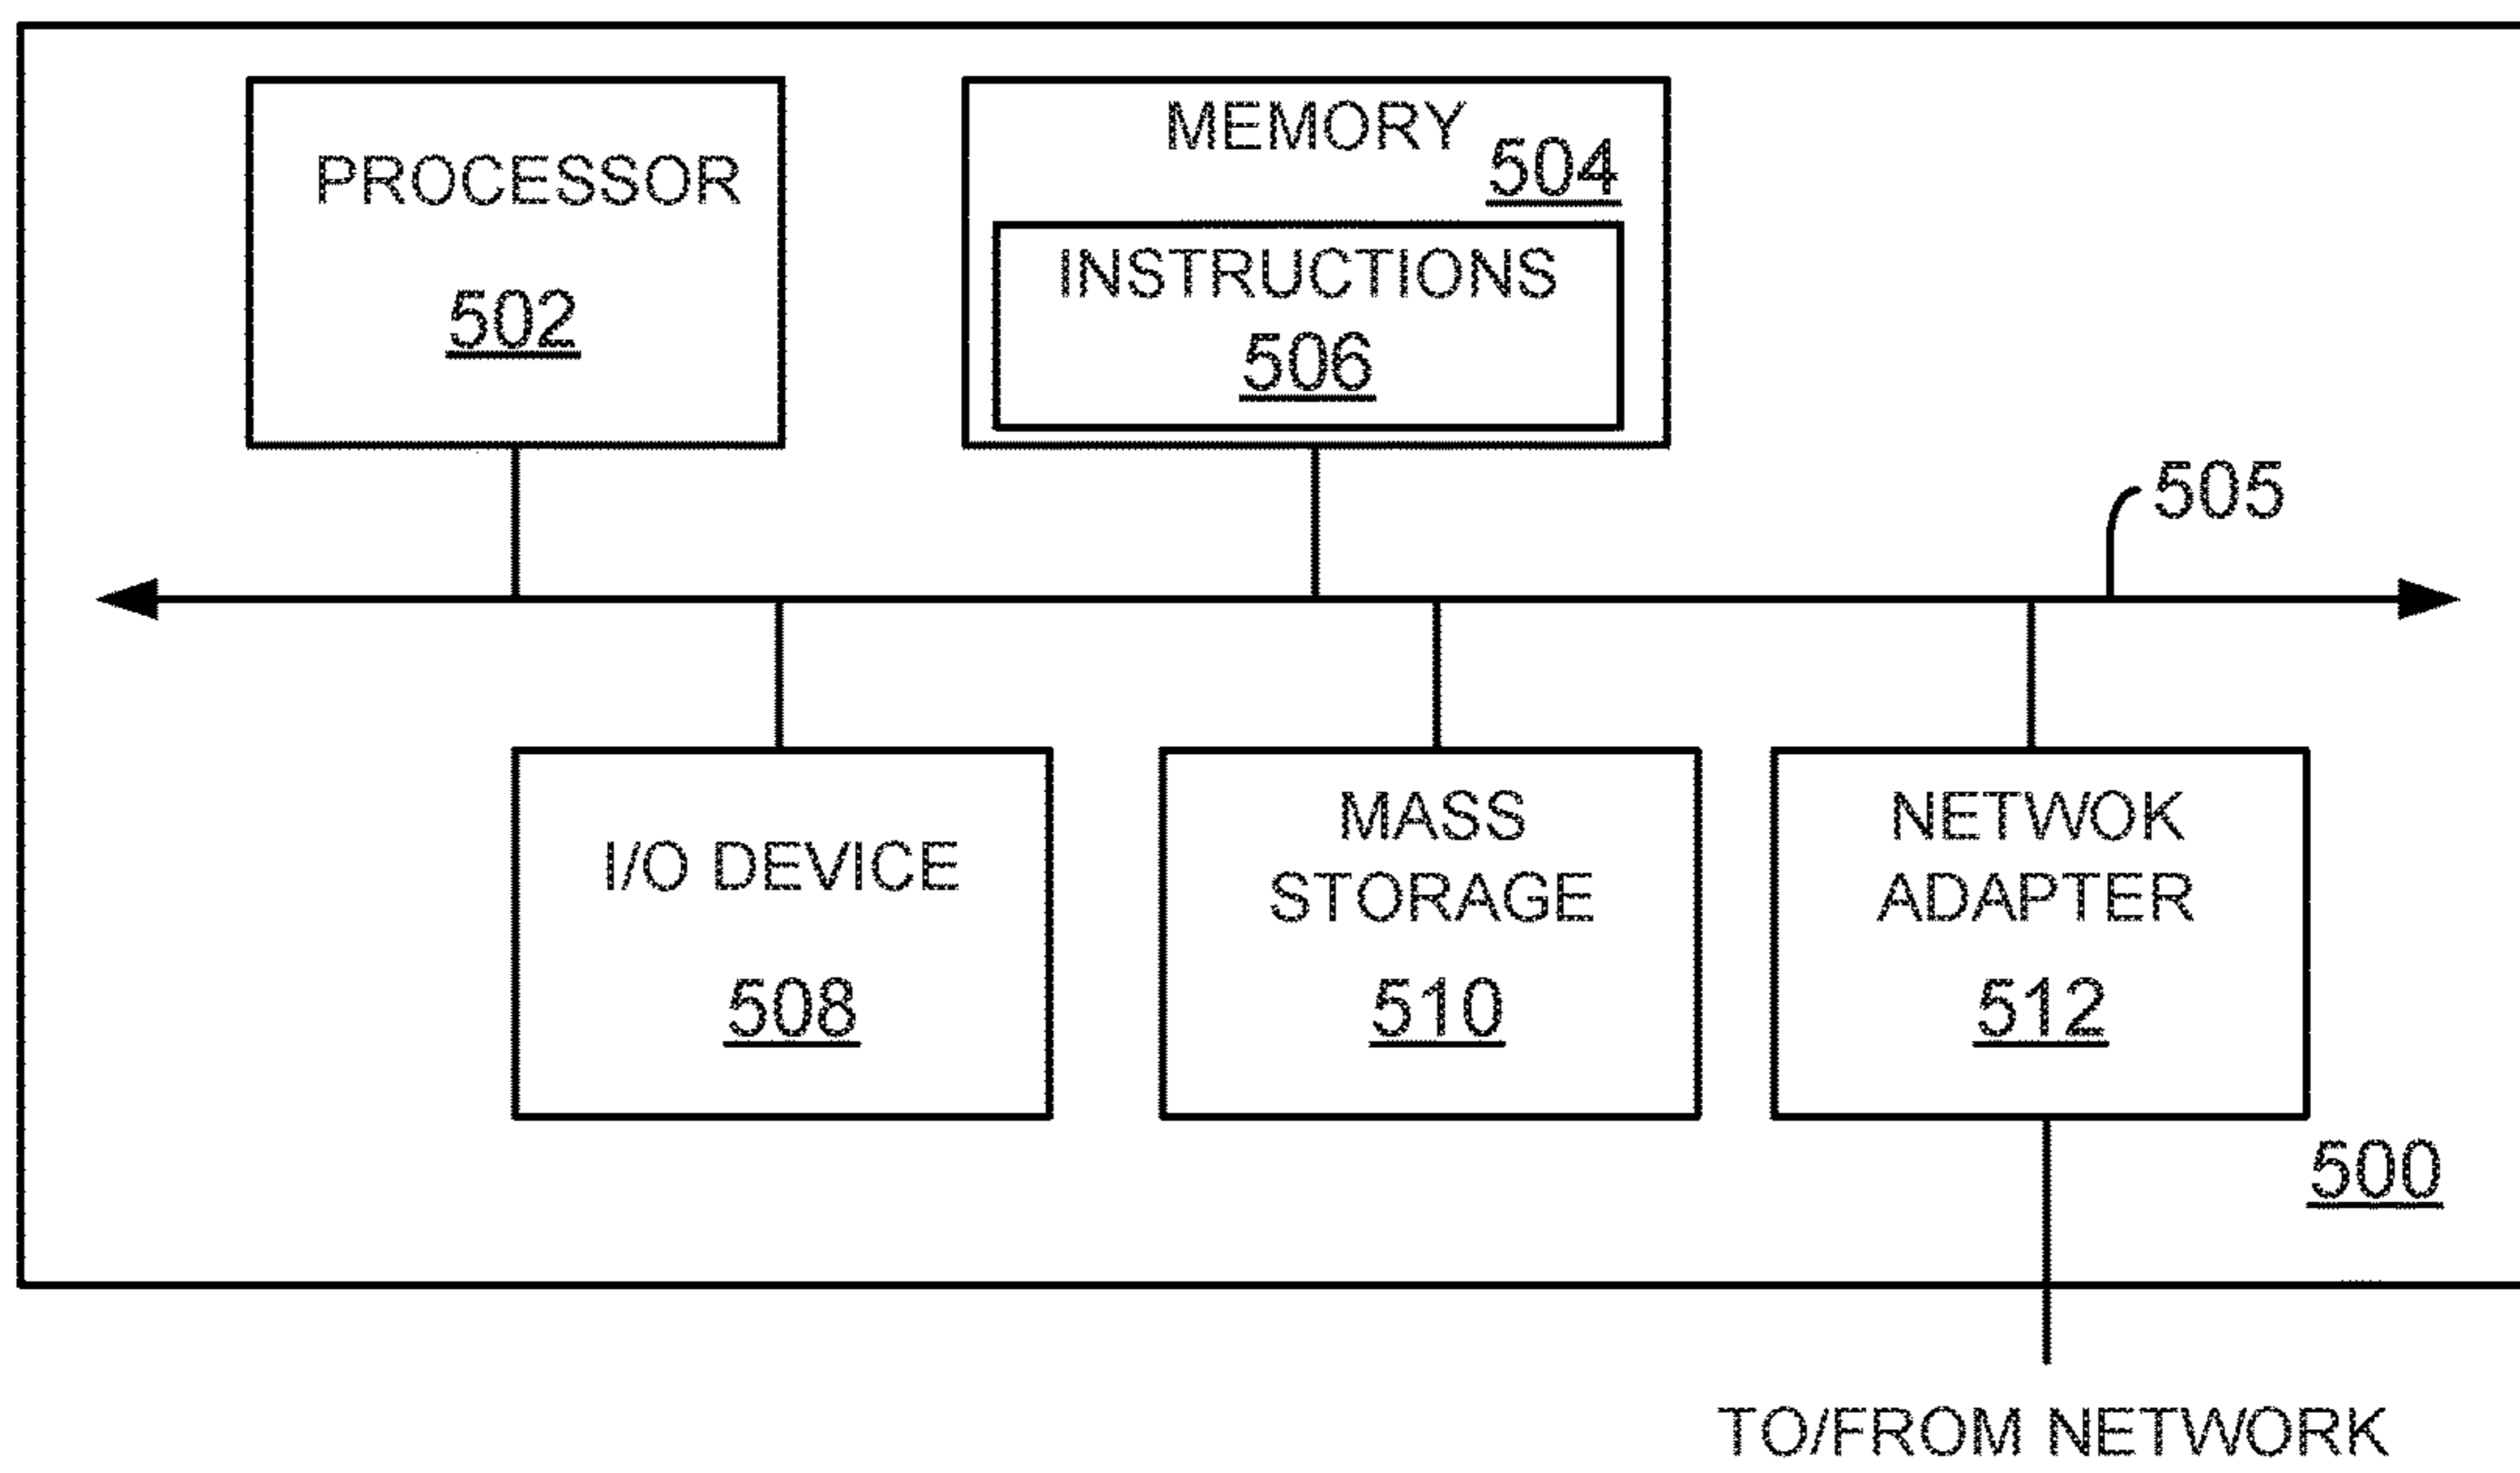 PROCESSOR
502
MEMORY
504
INSTRUCTIONS
506
505
I/O DEVICE
508
MASS
STORAGE
510
NETWOK
ADAPTER
512
500
TO/FROM NETWORK